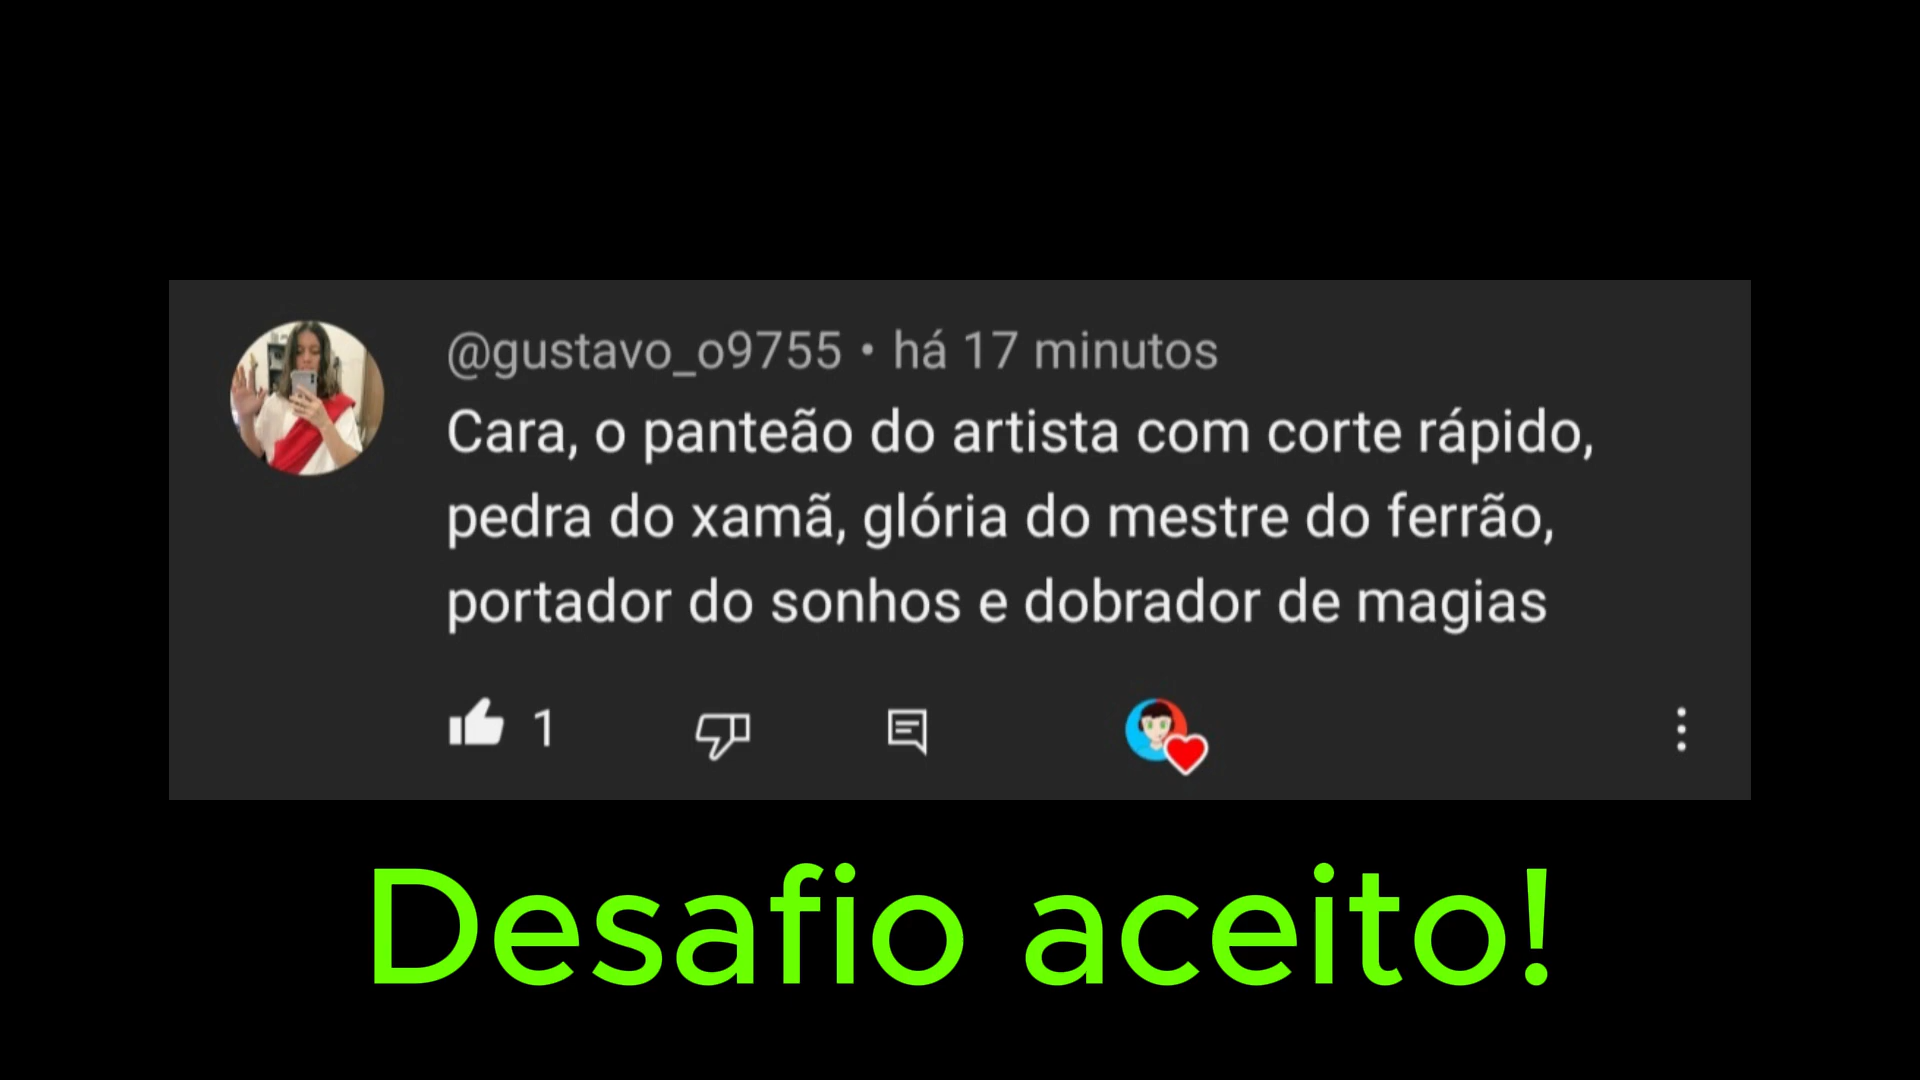 @gustavo_o9755 • há 17 minutos
Cara, o panteão do artista com corte rápido,
pedra do xamã, glória do mestre do ferrão,
portador do sonhos e dobrador de magias
1
Desafio aceito!